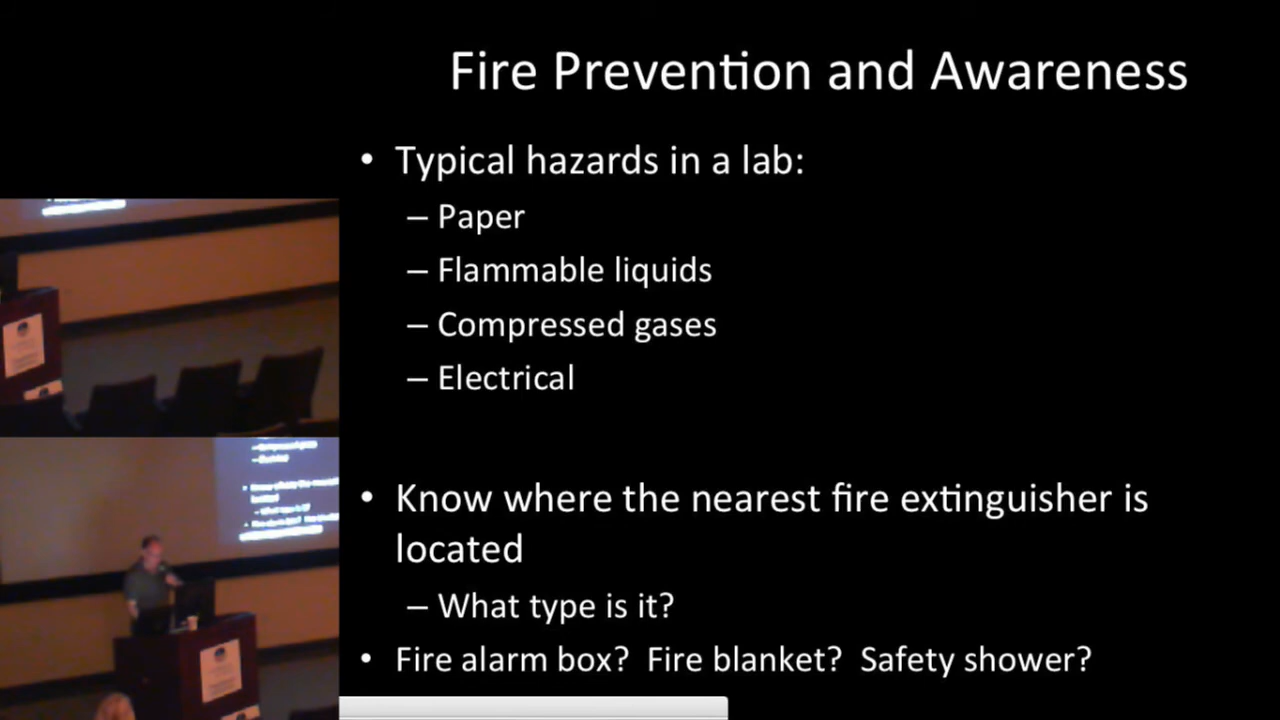 Fire Prevention and Awareness
• Typical hazards in a lab:
– Paper
– Flammable liquids
– Compressed gases
– Electrical
• Know where the nearest fire extinguisher is
located
– What type is it?
• Fire alarm box? Fire blanket? Safety shower?